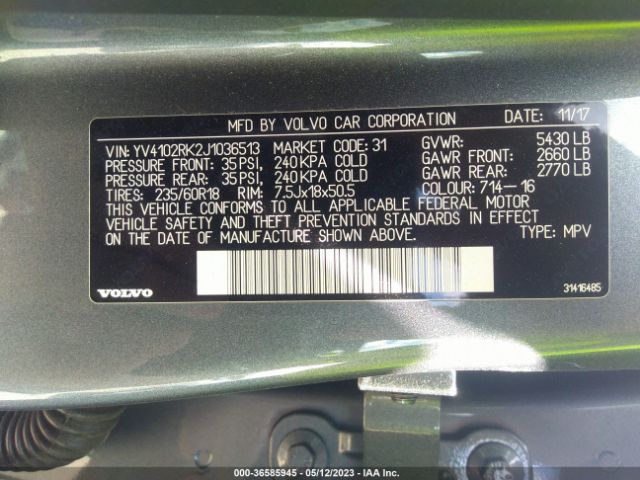 MFD BY VOLVO CAR CORPORATION DATE: 11/17
VIN: YV4102RK2J1036513 MARKET CODE: 31 GVWR: 5430 LB
PRESSURE FRONT: 35 PSI, 240 KPA COLD GAWR FRONT: 2660 LB
PRESSURE REAR: 35 PSI, 240 KPA COLD GAWR REAR: 2770 LB
TIRES: 235/60R18 RIM: 7.5Jx18x50.5 COLOUR: 714-16
THIS VEHICLE CONFORMS TO ALL APPLICABLE FEDERAL MOTOR
VEHICLE SAFETY AND THEFT PREVENTION STANDARDS IN EFFECT
ON THE DATE OF MANUFACTURE SHOWN ABOVE. TYPE: MPV
VOLVO 31416485
000-36585945 - 05/12/2023 - IAA Inc.